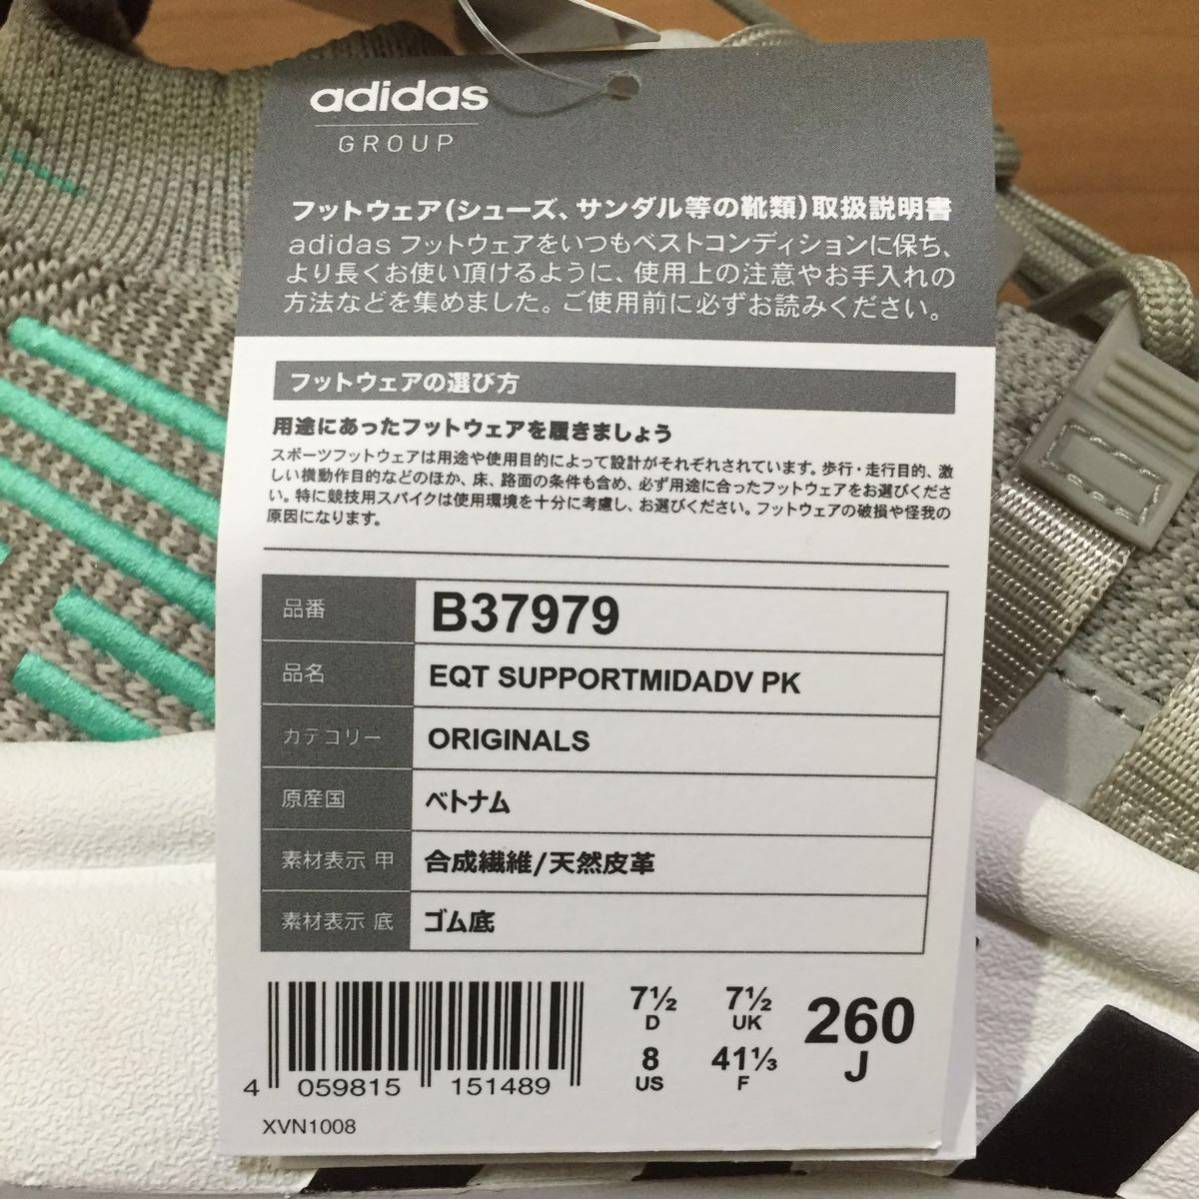 adidas
GROUP
フットウェア(シューズ、サンダル等の靴類)取扱説明書
adidas フットウェアをいつもベストコンディションに保ち、
より長くお使い頂けるように、使用上の注意やお手入れの
方法などを集めました。ご使用前に必ずお読みください。
フットウェアの選び方
用途にあったフットウェアを履きましょう
スポーツフットウェアは用途や使用目的によって設計がそれぞれされています。歩行・走行目的、激
しい機動作目的などのほか、床、路面の条件も含め、必ず用途に合ったフットウェアをお選びくださ
い。特に競技用スパイクは使用環境を十分に考慮し、お選びください。フットウェアの破損や怪我の
原因になります。
品番 B37979
品名 EQT SUPPORTMIDADV PK
カテゴリー ORIGINALS
原産国 ベトナム
素材表示 甲 合成繊維/天然皮革
素材表示 底 ゴム底
7½ 7½ 260
D UK J
8 41⅓
US F
4 059815 151489
XVN1008